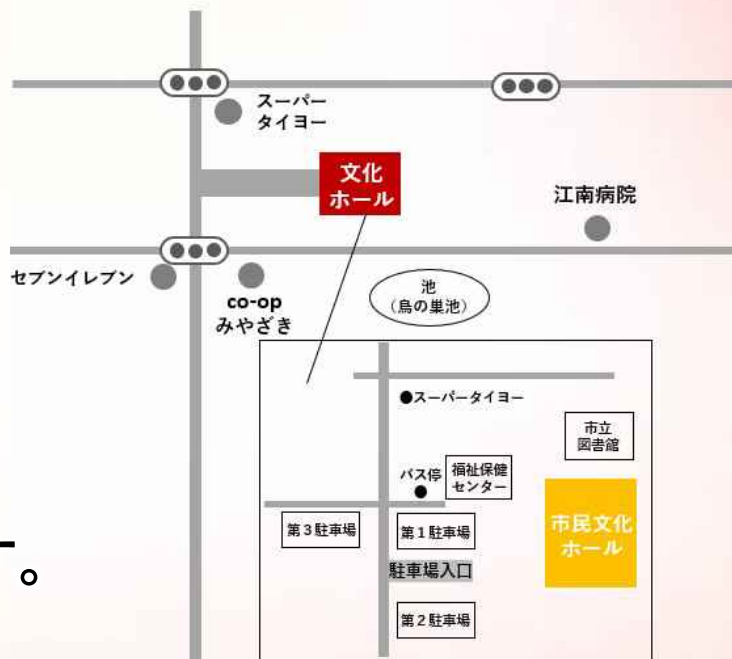 スーパー
タイヨー
文化
ホール
江南病院
セブンイレブン
co-op
みやざき
池
（鳥の巣池）
スーパータイヨー
市立
図書館
バス停
福祉保健
センター
第3駐車場
第1駐車場
市民文化
ホール
駐車場入口
第2駐車場
。